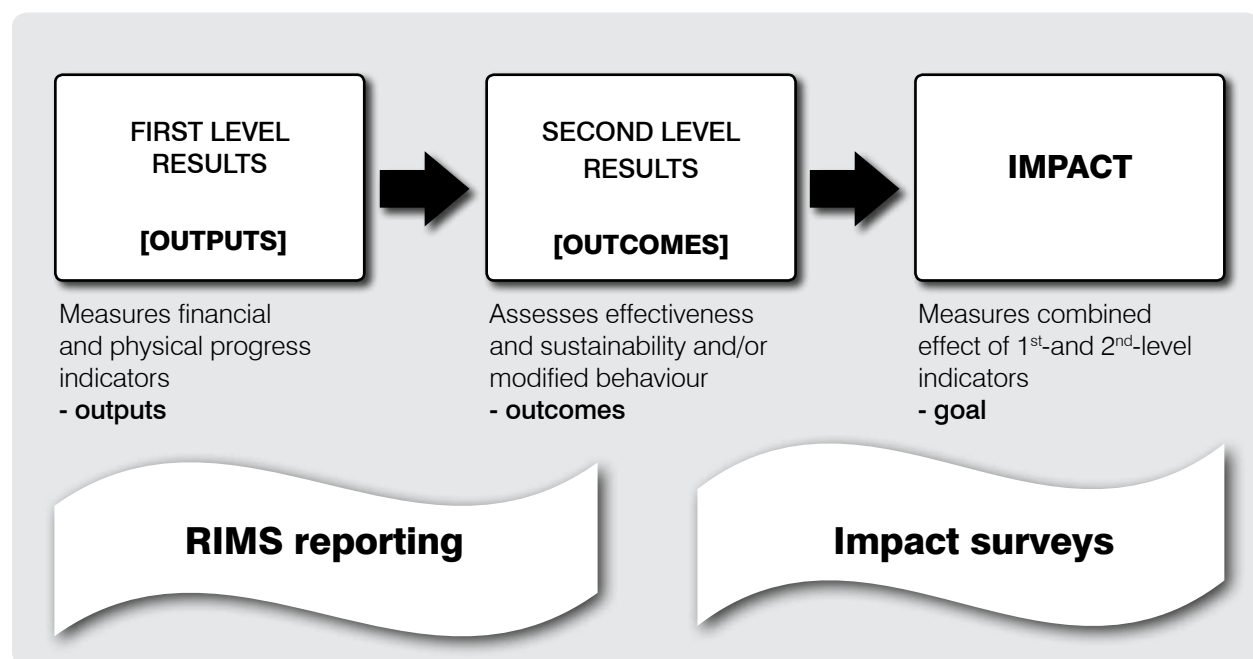 FIRST LEVEL
RESULTS
[OUTPUTS]
SECOND LEVEL
RESULTS
[OUTCOMES]
IMPACT
Measures financial
and physical progress
indicators
- outputs
Assesses effectiveness
and sustainability and/or
modified behaviour
- outcomes
Measures combined
effect of 1st-and 2nd-level
indicators
- goal
RIMS reporting
Impact surveys